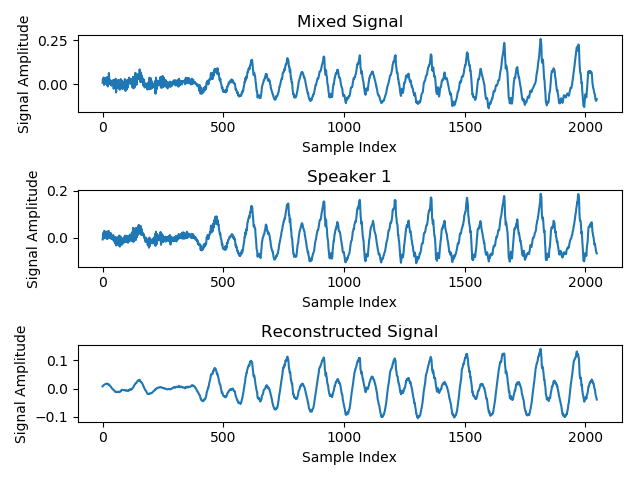 Mixed Signal
Signal Amplitude
0.25
0.00
0 500 1000 1500 2000
Sample Index
Speaker 1
Signal Amplitude
0.2
0.0
0 500 1000 1500 2000
Sample Index
Reconstructed Signal
Signal Amplitude
0.1
0.0
−0.1
0 500 1000 1500 2000
Sample Index